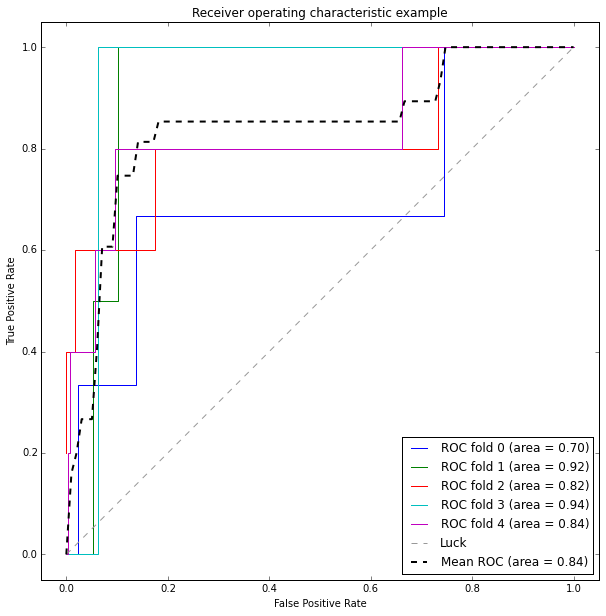 Receiver operating characteristic example
1.0
0.8
0.6
0.4
0.2
0.0
True Positive Rate
ROC fold 0 (area = 0.70)
ROC fold 1 (area = 0.92)
ROC fold 2 (area = 0.82)
ROC fold 3 (area = 0.94)
ROC fold 4 (area = 0.84)
Luck
Mean ROC (area = 0.84)
0.0 0.2 0.4 0.6 0.8 1.0
False Positive Rate